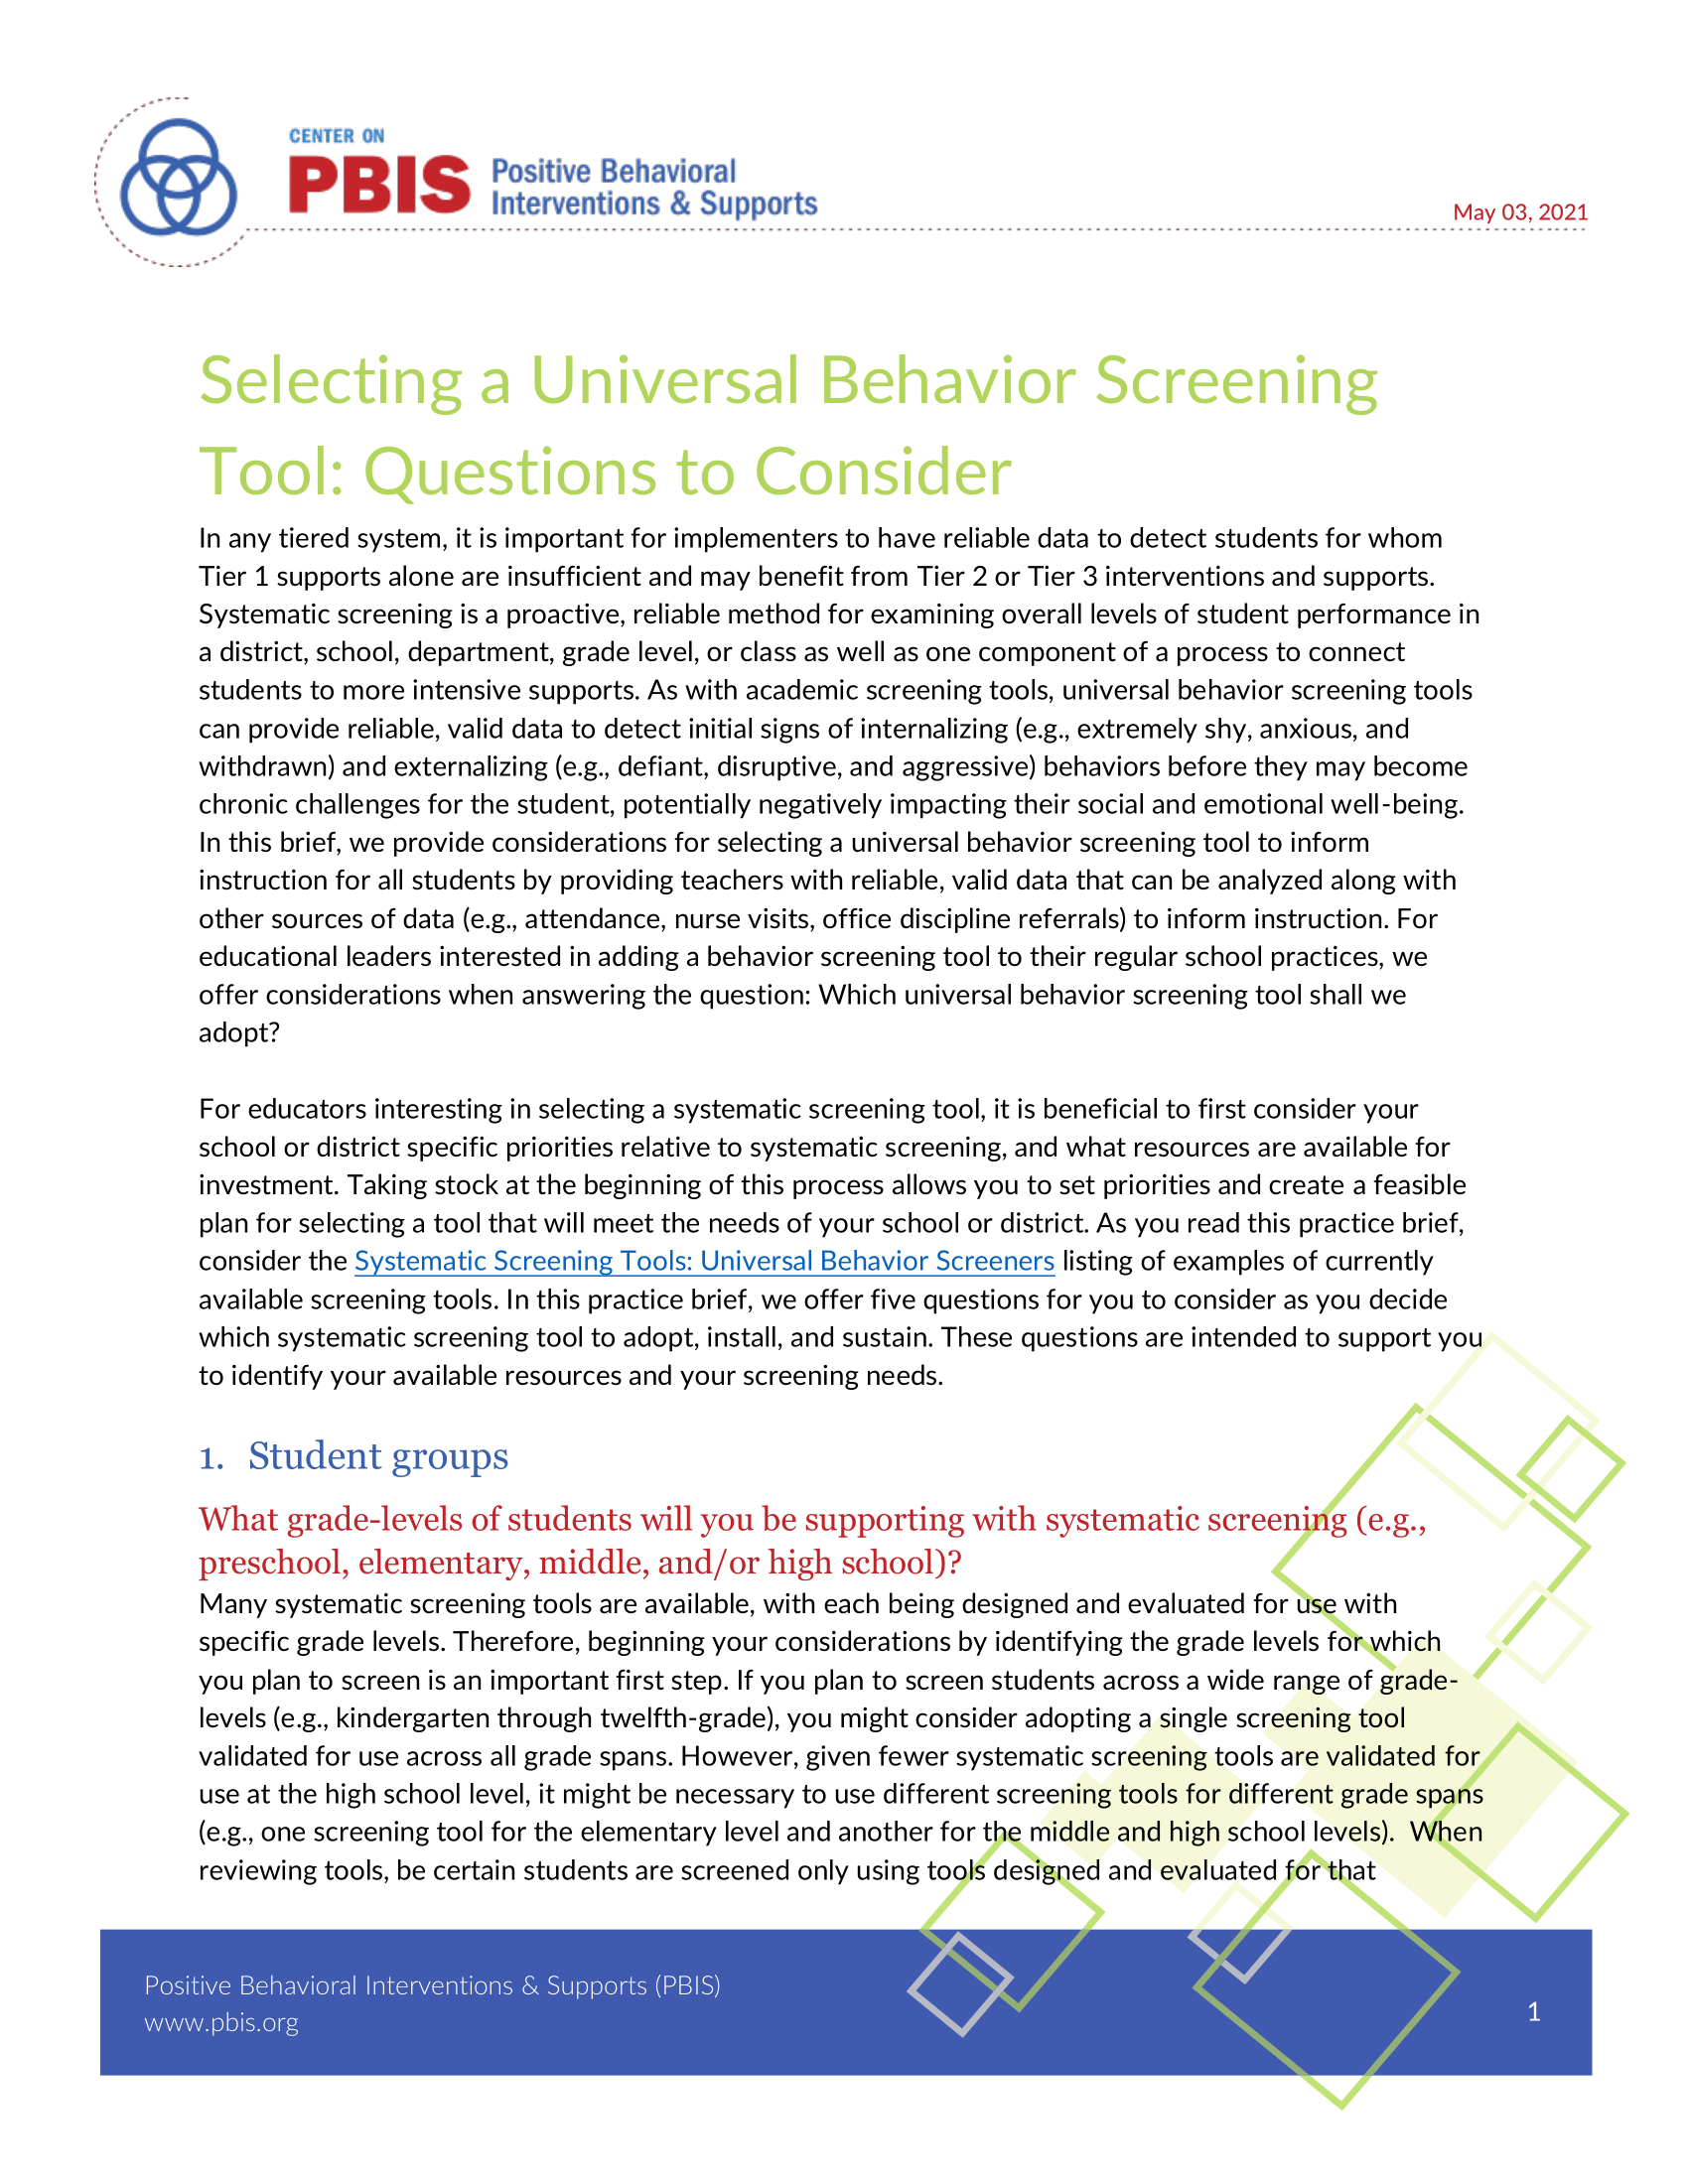 CENTER ON
PBIS Positive Behavioral
Interventions & Supports
May 03, 2021
Selecting a Universal Behavior Screening
Tool: Questions to Consider
In any tiered system, it is important for implementers to have reliable data to detect students for whom
Tier 1 supports alone are insufficient and may benefit from Tier 2 or Tier 3 interventions and supports.
Systematic screening is a proactive, reliable method for examining overall levels of student performance in
a district, school, department, grade level, or class as well as one component of a process to connect
students to more intensive supports. As with academic screening tools, universal behavior screening tools
can provide reliable, valid data to detect initial signs of internalizing (e.g., extremely shy, anxious, and
withdrawn) and externalizing (e.g., defiant, disruptive, and aggressive) behaviors before they may become
chronic challenges for the student, potentially negatively impacting their social and emotional well-being.
In this brief, we provide considerations for selecting a universal behavior screening tool to inform
instruction for all students by providing teachers with reliable, valid data that can be analyzed along with
other sources of data (e.g., attendance, nurse visits, office discipline referrals) to inform instruction. For
educational leaders interested in adding a behavior screening tool to their regular school practices, we
offer considerations when answering the question: Which universal behavior screening tool shall we
adopt?
For educators interesting in selecting a systematic screening tool, it is beneficial to first consider your
school or district specific priorities relative to systematic screening, and what resources are available for
investment. Taking stock at the beginning of this process allows you to set priorities and create a feasible
plan for selecting a tool that will meet the needs of your school or district. As you read this practice brief,
consider the Systematic Screening Tools: Universal Behavior Screeners listing of examples of currently
available screening tools. In this practice brief, we offer five questions for you to consider as you decide
which systematic screening tool to adopt, install, and sustain. These questions are intended to support you
to identify your available resources and your screening needs.
1. Student groups
What grade-levels of students will you be supporting with systematic screening (e.g.,
preschool, elementary, middle, and/or high school)?
Many systematic screening tools are available, with each being designed and evaluated for use with
specific grade levels. Therefore, beginning your considerations by identifying the grade levels for which
you plan to screen is an important first step. If you plan to screen students across a wide range of grade-
levels (e.g., kindergarten through twelfth-grade), you might consider adopting a single screening tool
validated for use across all grade spans. However, given fewer systematic screening tools are validated for
use at the high school level, it might be necessary to use different screening tools for different grade spans
(e.g., one screening tool for the elementary level and another for the middle and high school levels).  When
reviewing tools, be certain students are screened only using tools designed and evaluated for that
Positive Behavioral Interventions & Supports (PBIS)
www.pbis.org
1